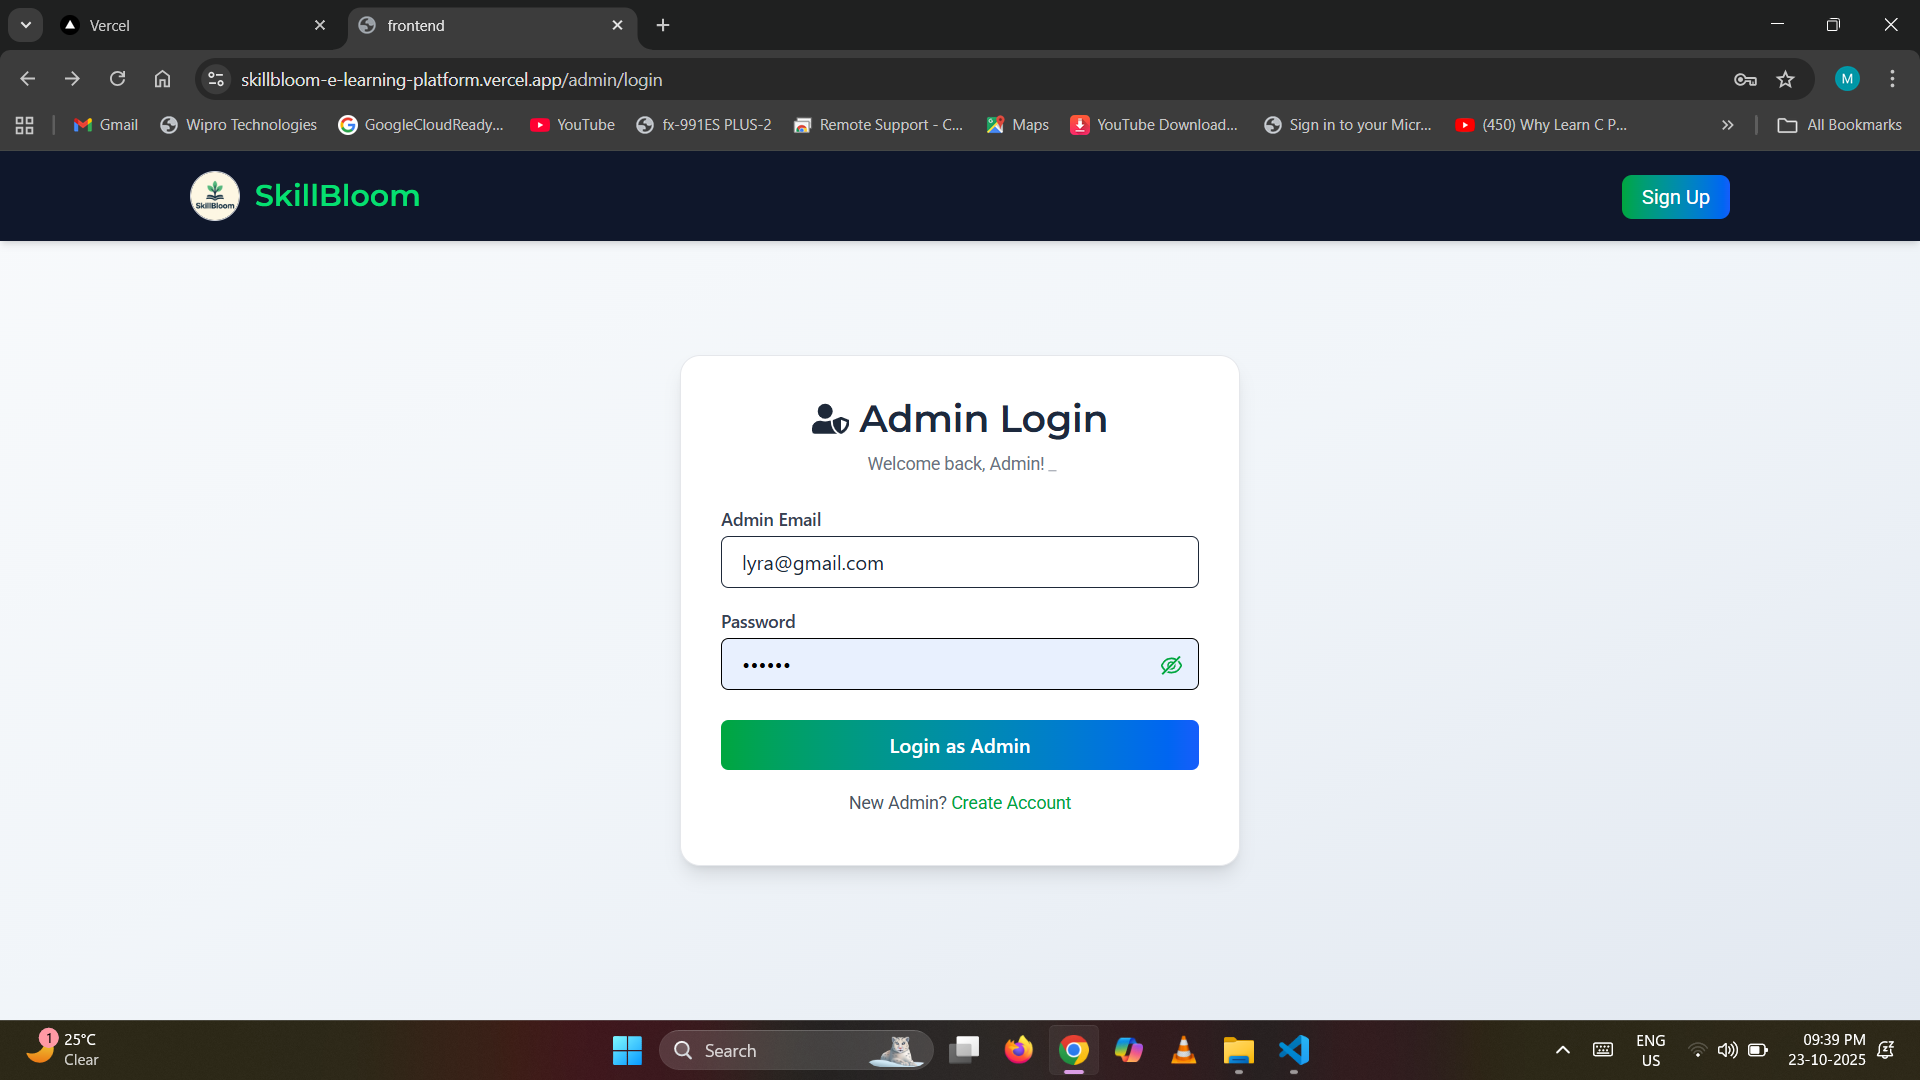 Vercel
frontend
skillbloom-e-learning-platform.vercel.app/admin/login
M
Gmail
Wipro Technologies
GoogleCloudReady...
YouTube
fx-991ES PLUS-2
Remote Support - C...
Maps
YouTube Download...
Sign in to your Micr...
(450) Why Learn C P...
All Bookmarks
SkillBloom
SkillBloom
Sign Up
Admin Login
Welcome back, Admin! _
Admin Email
lyra@gmail.com
Password
••••••
Login as Admin
New Admin? Create Account
1
25°C
Clear
Search
ENG
US
09:39 PM
23-10-2025